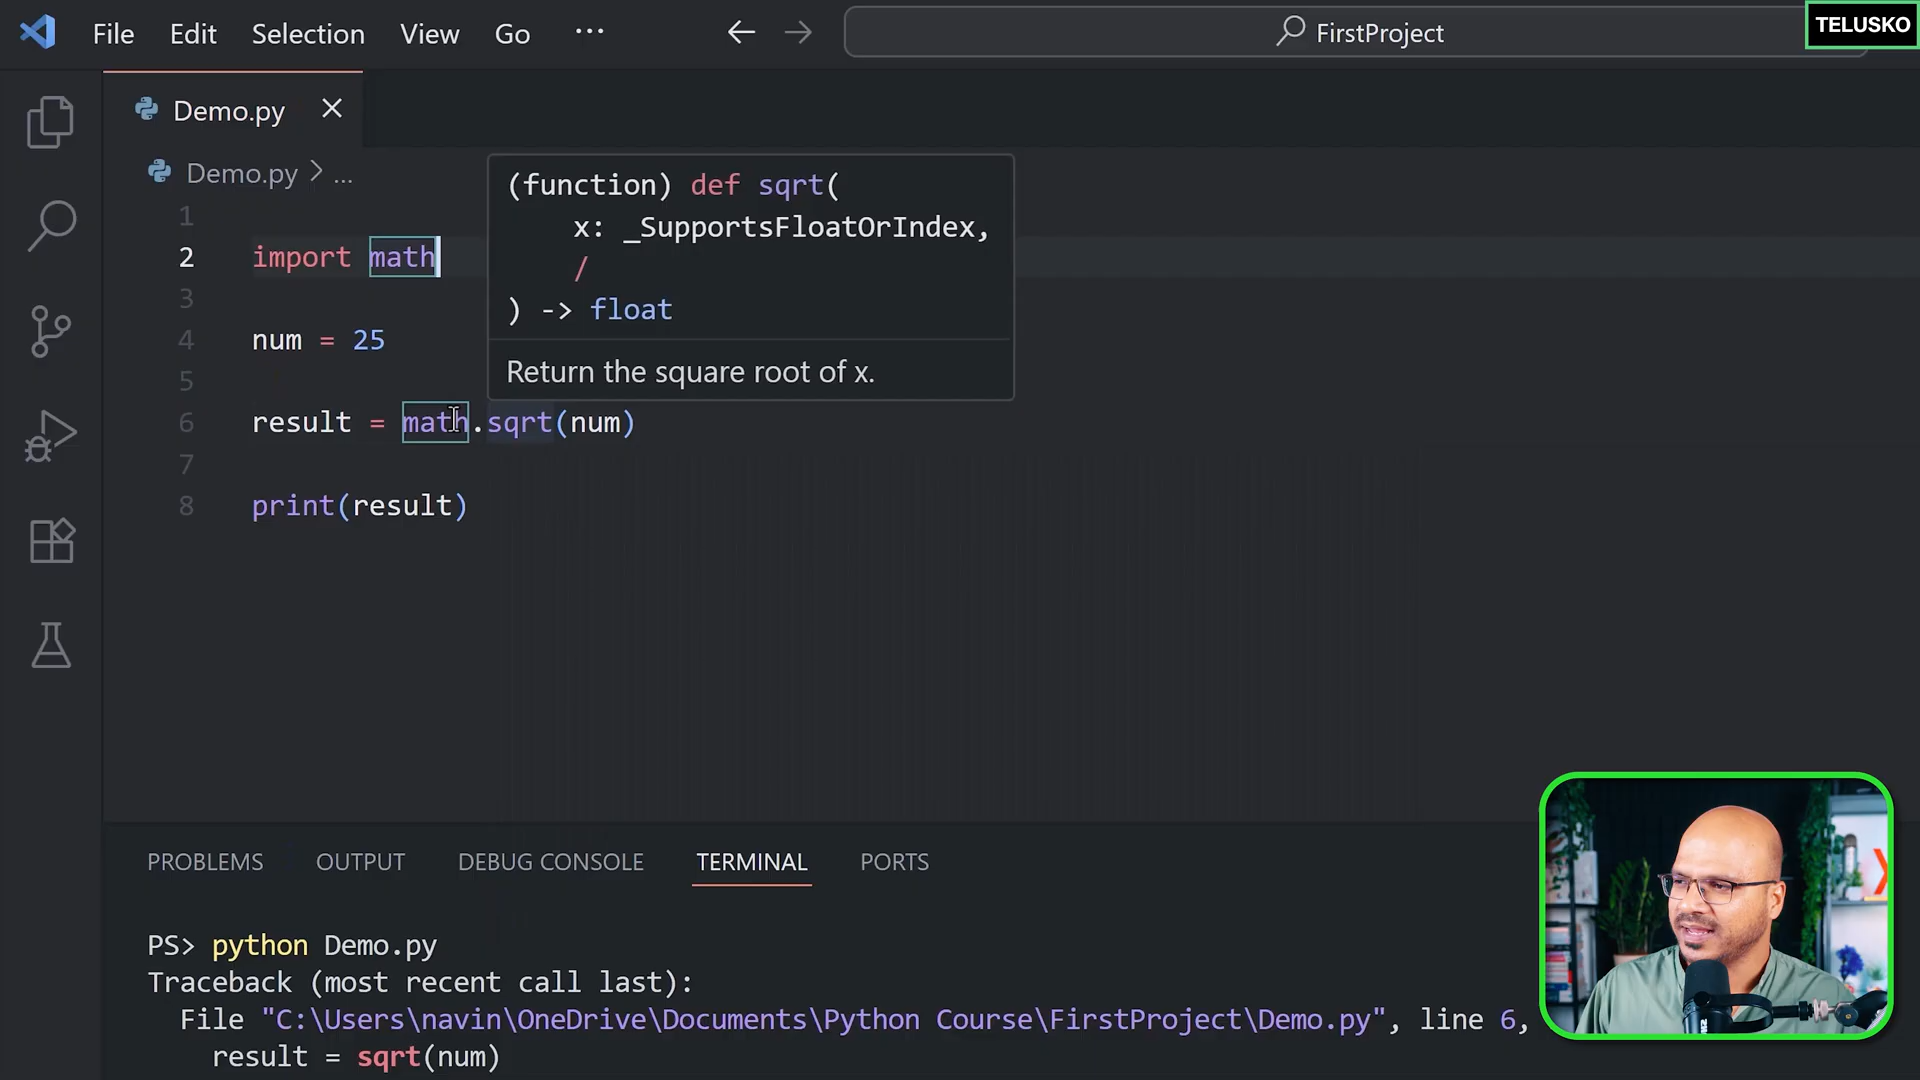 File Edit Selection View Go ... FirstProject TELUSKO
Demo.py
Demo.py > ...
1
2 import math
3
4 num = 25
5
6 result = math.sqrt(num)
7
8 print(result)
(function) def sqrt(
x: _SupportsFloatOrIndex,
/
) -> float
Return the square root of x.
PROBLEMS OUTPUT DEBUG CONSOLE TERMINAL PORTS
PS> python Demo.py
Traceback (most recent call last):
File "C:\Users\navin\OneDrive\Documents\Python Course\FirstProject\Demo.py", line 6,
result = sqrt(num)